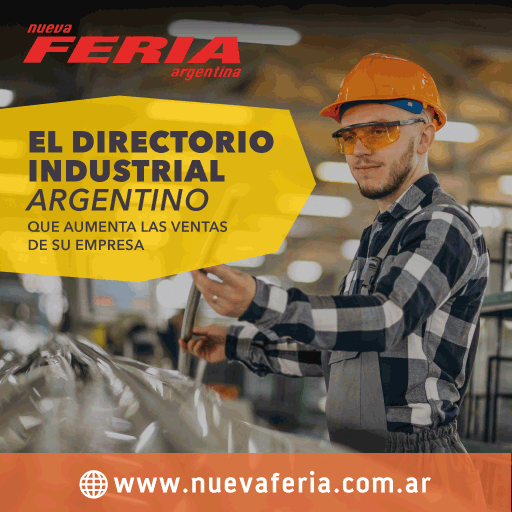 nueva
FERIA
argentina
EL DIRECTORIO
INDUSTRIAL
ARGENTINO
QUE AUMENTA LAS VENTAS
DE SU EMPRESA
www.nuevaferia.com.ar